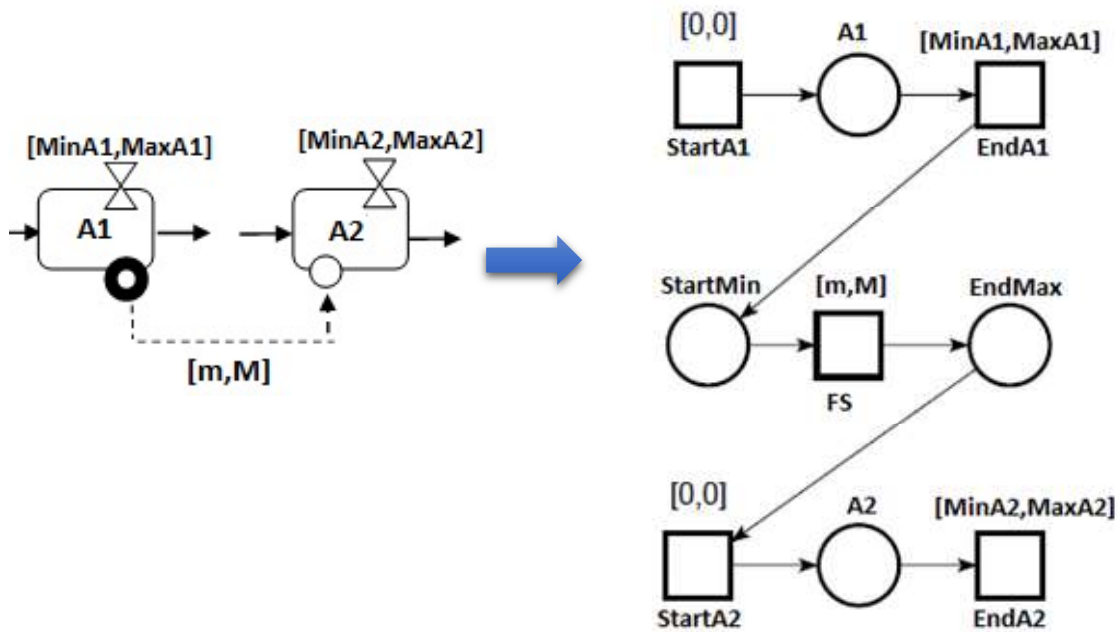 [MinA1,MaxA1]
[MinA2,MaxA2]
A1
A2
[m,M]
[0,0]
A1
[MinA1,MaxA1]
StartA1
EndA1
StartMin
[m,M]
EndMax
FS
[0,0]
A2
[MinA2,MaxA2]
StartA2
EndA2